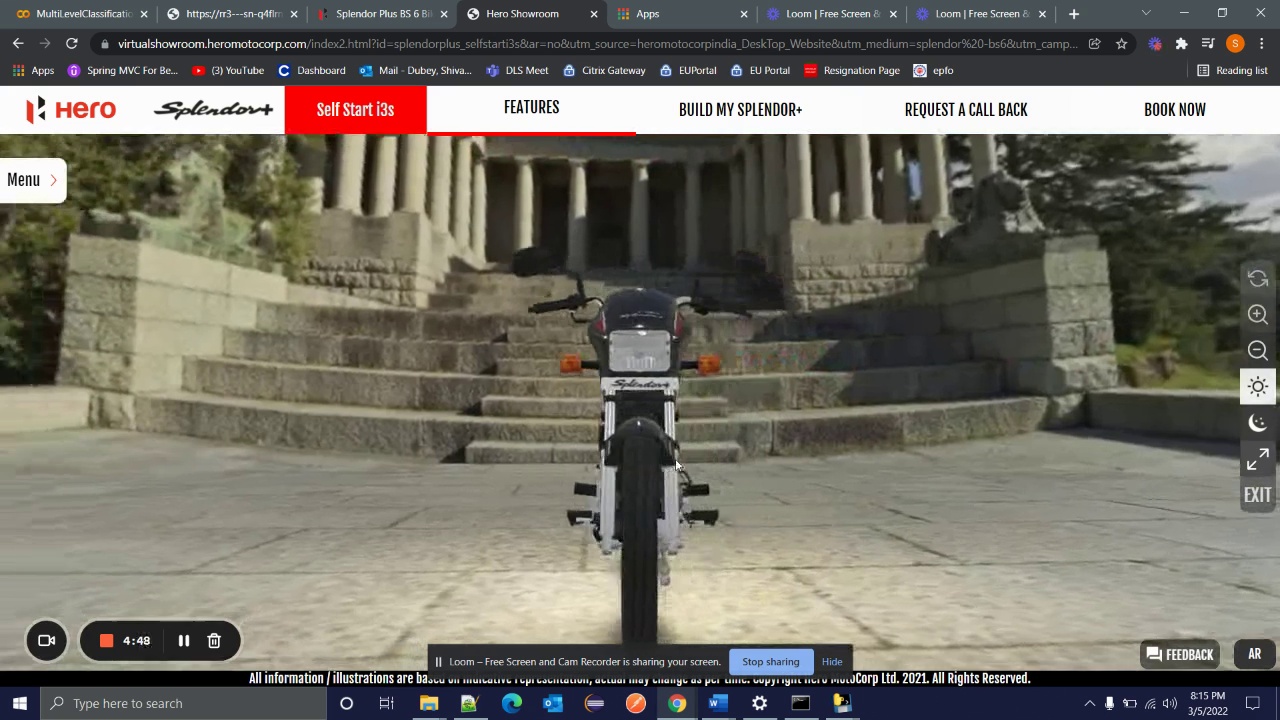 MultiLevelClassificatio
https://rr3---sn-q4flrn
Splendor Plus BS 6 Bik
Hero Showroom
Apps
Loom | Free Screen &
Loom | Free Screen &
virtualshowroom.heromotocorp.com/index2.html?id=splendorplus_selfstarti3s&at=no&utm_source=heromotocorpindia_DeskTop_Website&utm_medium=splendor%20-bs6&utm_camp...
S
Apps
Spring MVC For Be...
(3) YouTube
Dashboard
Mail - Dubey, Shiva...
DLS Most
Citrix Gateway
EUPortal
EU Portal
Resignation Page
epfo
Reading list
Hero
Splendor+
Self Start i3s
FEATURES
BUILD MY SPLENDOR+
REQUEST A CALL BACK
BOOK NOW
Menu
Splendor+
EXIT
4:48
Loom – Free Screen and Cam Recorder is sharing your screen.
Stop sharing
Hide
FEEDBACK
AR
All information / illustrations are based on indicative representation, actual may change as per time. Copyright Hero MotoCorp Ltd. 2021. All Rights Reserved.
Type here to search
8:15 PM
3/5/2022